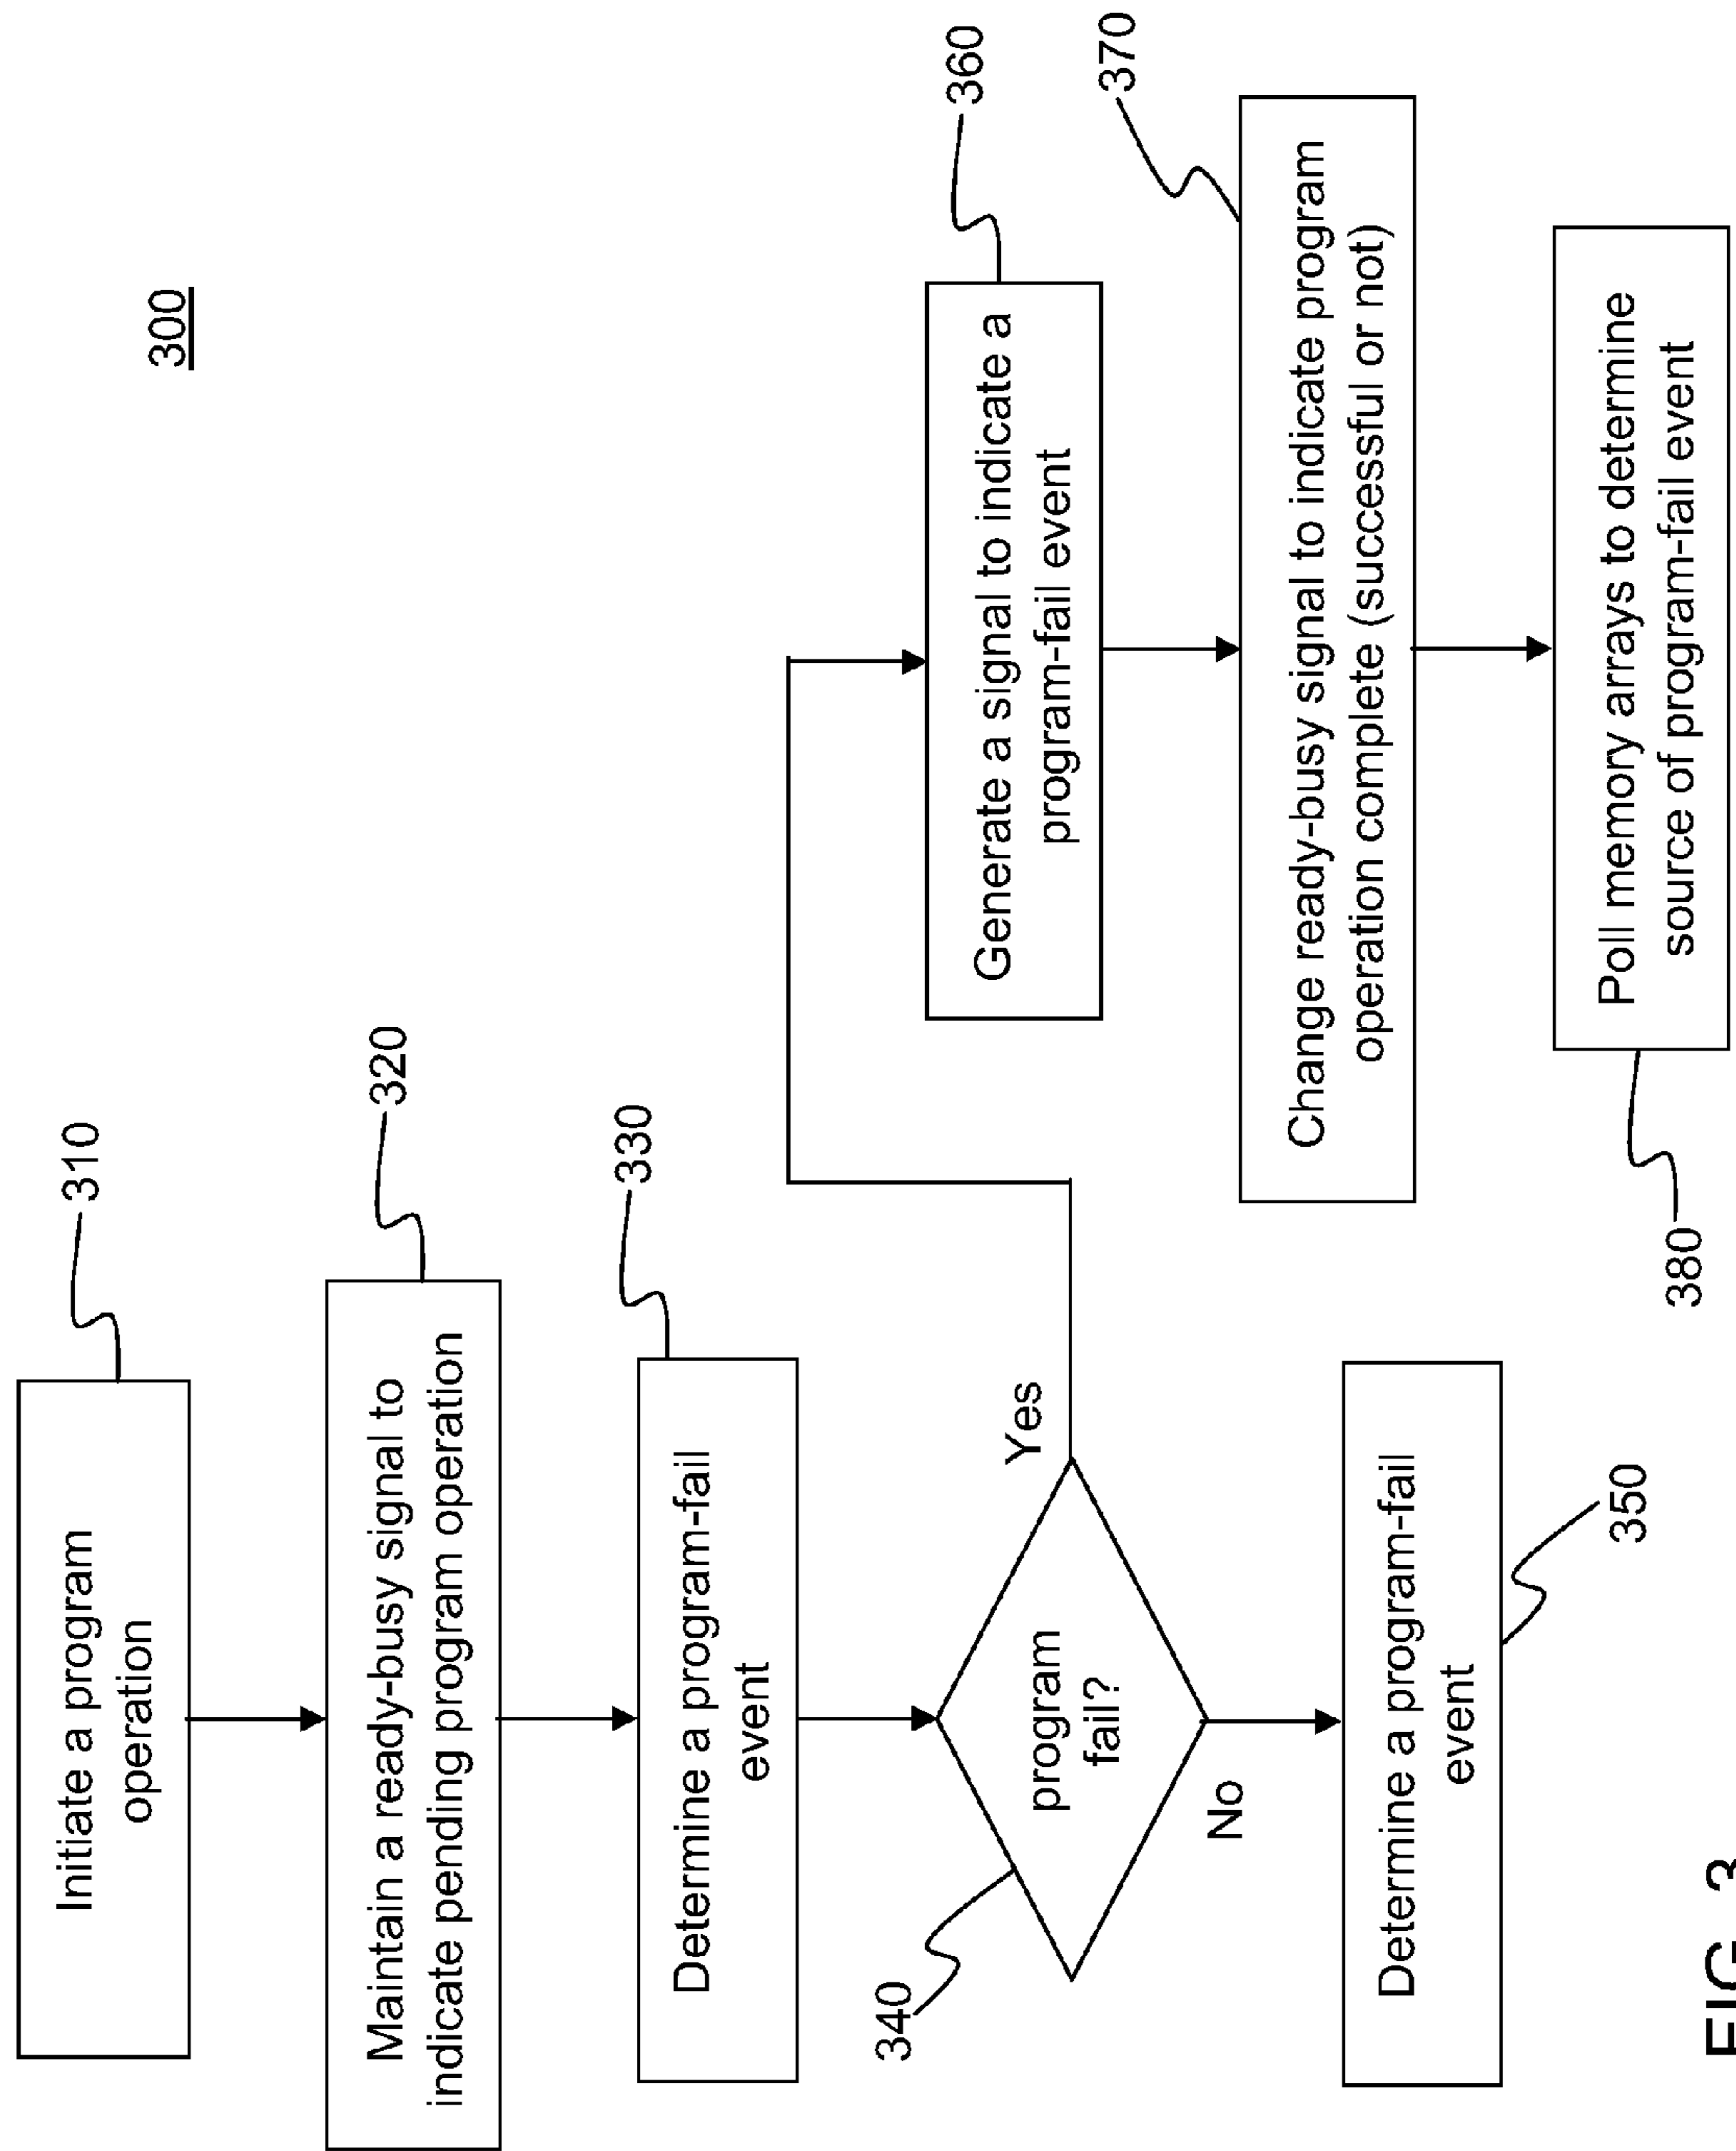 300
Initiate a program
operation
310
Maintain a ready-busy signal to
indicate pending program operation
320
Determine a program-fail
event
330
program
fail?
340
Yes
No
Determine a program-fail
event
350
Generate a signal to indicate a
program-fail event
360
Change ready-busy signal to indicate program
operation complete (successful or not)
370
Poll memory arrays to determine
source of program-fail event
380
FIG. 3